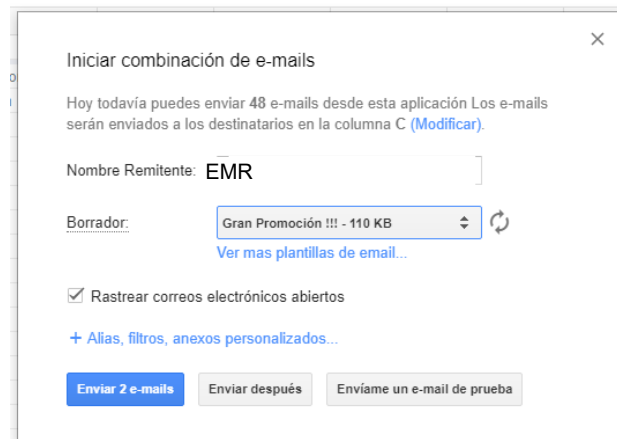 Iniciar combinación de e-mails
Hoy todavía puedes enviar 48 e-mails desde esta aplicación Los e-mails
serán enviados a los destinatarios en la columna C (Modificar).
Nombre Remitente: EMR
Borrador: Gran Promoción !!! - 110 KB
Ver mas plantillas de email...
Rastrear correos electrónicos abiertos
+ Alias, filtros, anexos personalizados...
Enviar 2 e-mails Enviar después Envíame un e-mail de prueba